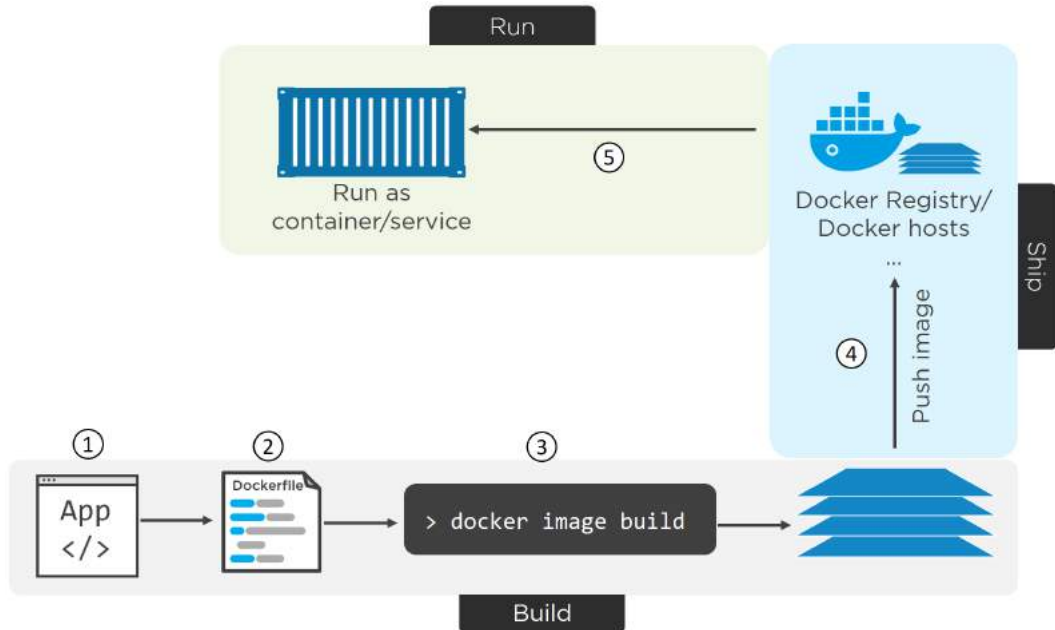 Run
Run as
container/service
5
Docker Registry/
Docker hosts
...
Ship
4
Push image
1
2
3
App
</>
Dockerfile
> docker image build
Build